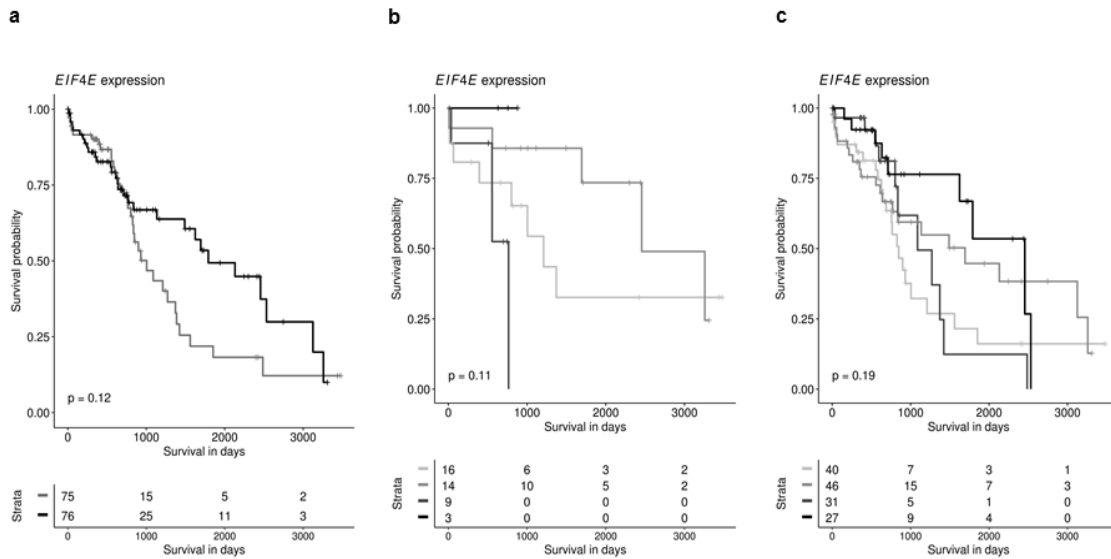 a
b
c
EIF4E expression
1.00
0.75
0.50
0.25
0.00
Survival probability
p = 0.12
0 1000 2000 3000
Survival in days
Strata
75 15 5 2
76 25 11 3
0 1000 2000 3000
Survival in days
EIF4E expression
1.00
0.75
0.50
0.25
0.00
Survival probability
p = 0.11
0 1000 2000 3000
Survival in days
Strata
16 6 3 2
14 10 5 2
9 0 0 0
3 0 0 0
0 1000 2000 3000
Survival in days
EIF4E expression
1.00
0.75
0.50
0.25
0.00
Survival probability
p = 0.19
0 1000 2000 3000
Survival in days
Strata
40 7 3 1
46 15 7 3
31 5 1 0
27 9 4 0
0 1000 2000 3000
Survival in days